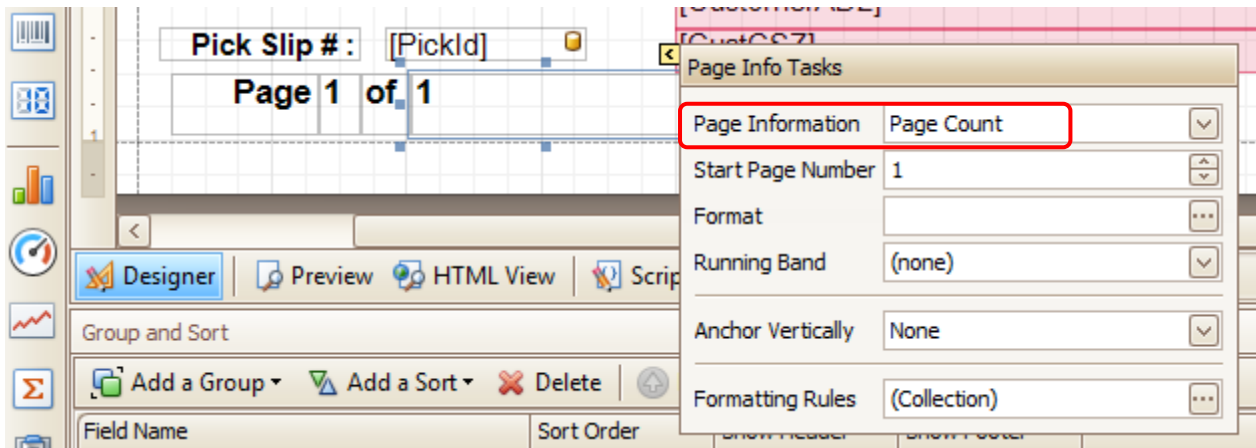 Pick Slip # : [PickId]
Page 1 of 1
1
Page Info Tasks
Page Information Page Count
Start Page Number 1
Format
Running Band (none)
Anchor Vertically None
Formatting Rules (Collection)
Designer Preview HTML View Scrip
Group and Sort
Add a Group Add a Sort Delete
Field Name Sort Order